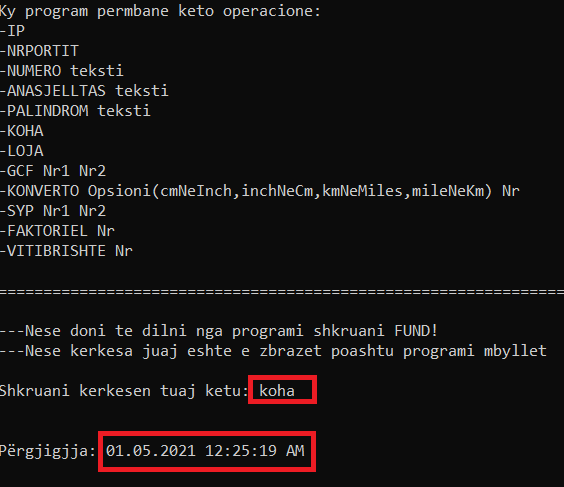 Ky program permbane keto operacione:
-IP
-NRPORTIT
-NUMERO teksti
-ANASJELLTAS teksti
-PALINDROM teksti
-KOHA
-LOJA
-GCF Nr1 Nr2
-KONVERTO Opsioni(cmNeInch,inchNeCm,kmNeMiles,mileNeKm) Nr
-SYP Nr1 Nr2
-FAKTORIEL Nr
-VITIBRISHTE Nr
===============================================================
---Nese doni te dilni nga programi shkruani FUND!
---Nese kerkesa juaj eshte e zbrazet poashtu programi mbyllet
Shkruani kerkesen tuaj ketu: koha
Përgjigjja: 01.05.2021 12:25:19 AM